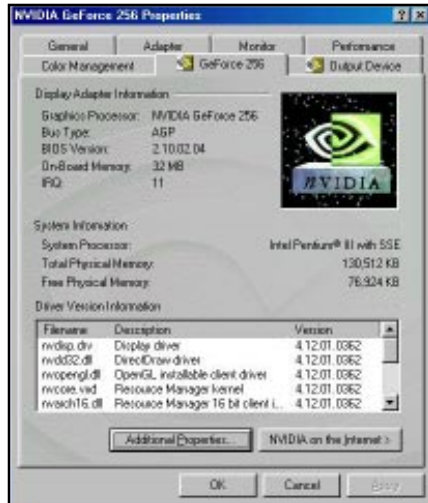 NVIDIA GeForce 256 Properties
General Adapter Monitor Performance
Color Management GeForce 256 Output Device
Display Adapter Information
Graphics Processor: NVIDIA GeForce 256
Bus Type: AGP
BIOS Version: 2.10.02.04
On-Board Memory: 32 MB
IRQ: 11
NVIDIA
System Information
System Processor: Intel Pentium® III with SSE
Total Physical Memory: 130,512 KB
Free Physical Memory: 76,924 KB
Driver Version Information
Filename Description Version
nvdisp.drv Display driver 4.12.01.0362
nvdd32.dll DirectDraw driver 4.12.01.0362
nvopengl.dll OpenGL installable client driver 4.12.01.0362
nvcore.vxd Resource Manager kernel 4.12.01.0362
nvarch16.dll Resource Manager 16 bit client i... 4.12.01.0362
Additional Properties... NVIDIA on the Internet >
OK Cancel Apply